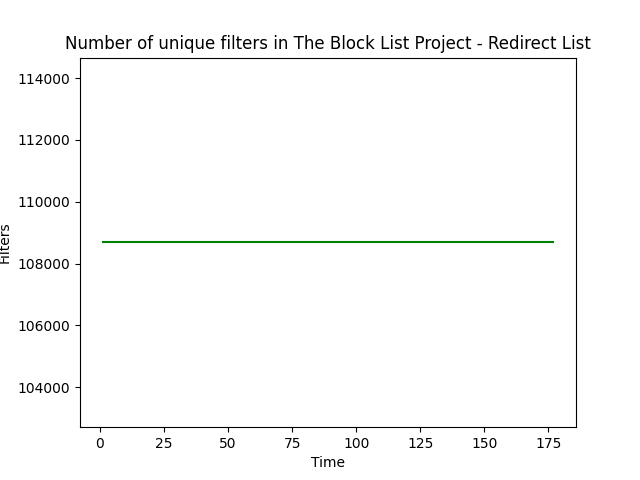 Number of unique filters in The Block List Project - Redirect List
114000
112000
110000
108000
106000
104000
Filters
0 25 50 75 100 125 150 175
Time